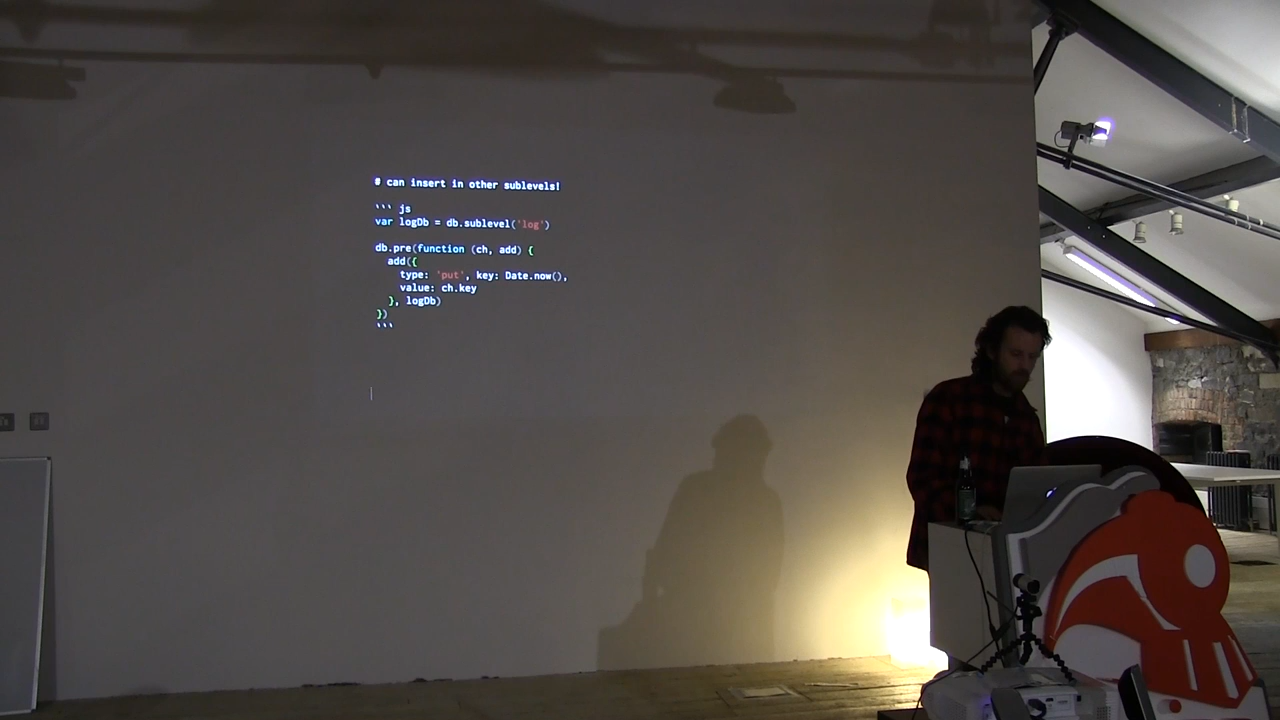 # can insert in other sublevels!
``` js
var logDb = db.sublevel('log')
db.pre(function (ch, add) {
add({
type: 'put', key: Date.now(),
value: ch.key
}, logDb)
})
```